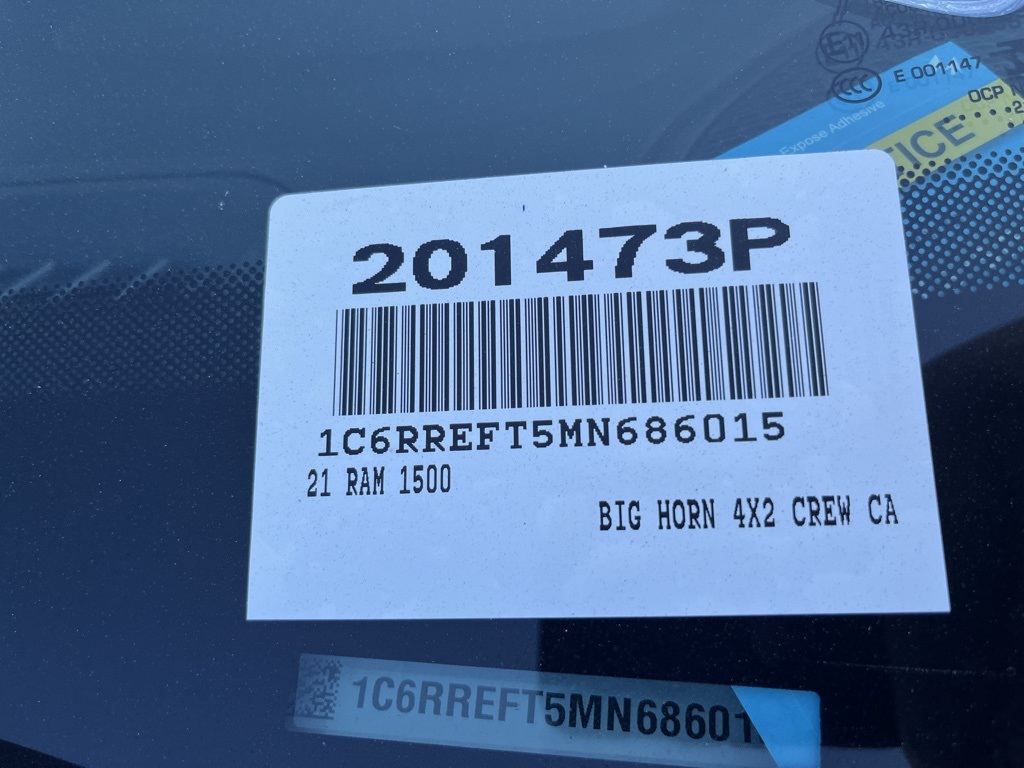 E 001147
OCP
Expose Adhesive
201473P
1C6RREFT5MN686015
21 RAM 1500
BIG HORN 4X2 CREW CA
1C6RREFT5MN68601